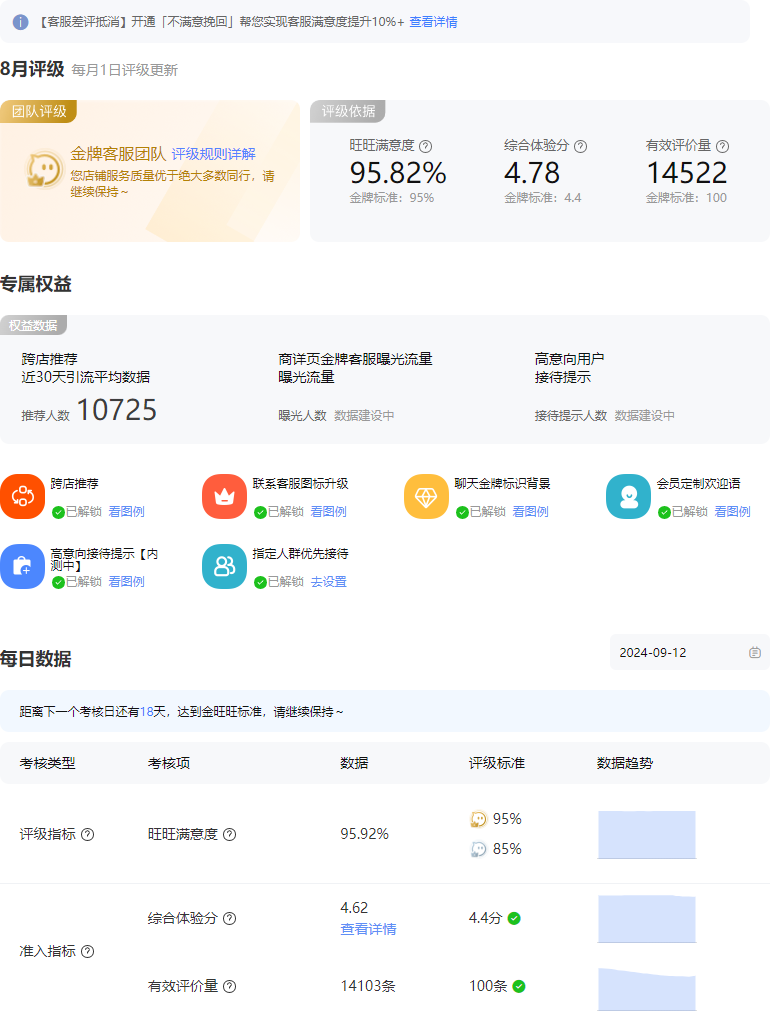 【客服差评抵消】开通「不满意挽回」帮您实现客服满意度提升10%+ 查看详情
8月评级 每月1日评级更新
团队评级
金牌客服团队 评级规则详解
您店铺服务质量优于绝大多数同行，请
继续保持～
评级依据
旺旺满意度 综合体验分 有效评价量
95.82% 4.78 14522
金牌标准：95% 金牌标准：4.4 金牌标准：100
专属权益
权益数据
跨店推荐 商详页金牌客服曝光流量 高意向用户
近30天引流平均数据 曝光流量 接待提示
推荐人数 10725 曝光人数 数据建设中 接待提示人数 数据建设中
跨店推荐 联系客服图标升级 聊天金牌标识背景 会员定制欢迎语
已解锁 看图例 已解锁 看图例 已解锁 看图例 已解锁 看图例
高意向接待提示【内
测中】
已解锁 看图例
指定人群优先接待
已解锁 去设置
每日数据
2024-09-12
距离下一个考核日还有18天，达到金旺旺标准，请继续保持～
考核类型 考核项 数据 评级标准 数据趋势
评级指标 旺旺满意度 95.92% 95%
85%
准入指标
综合体验分 4.62 4.4分
查看详情
有效评价量 14103条 100条